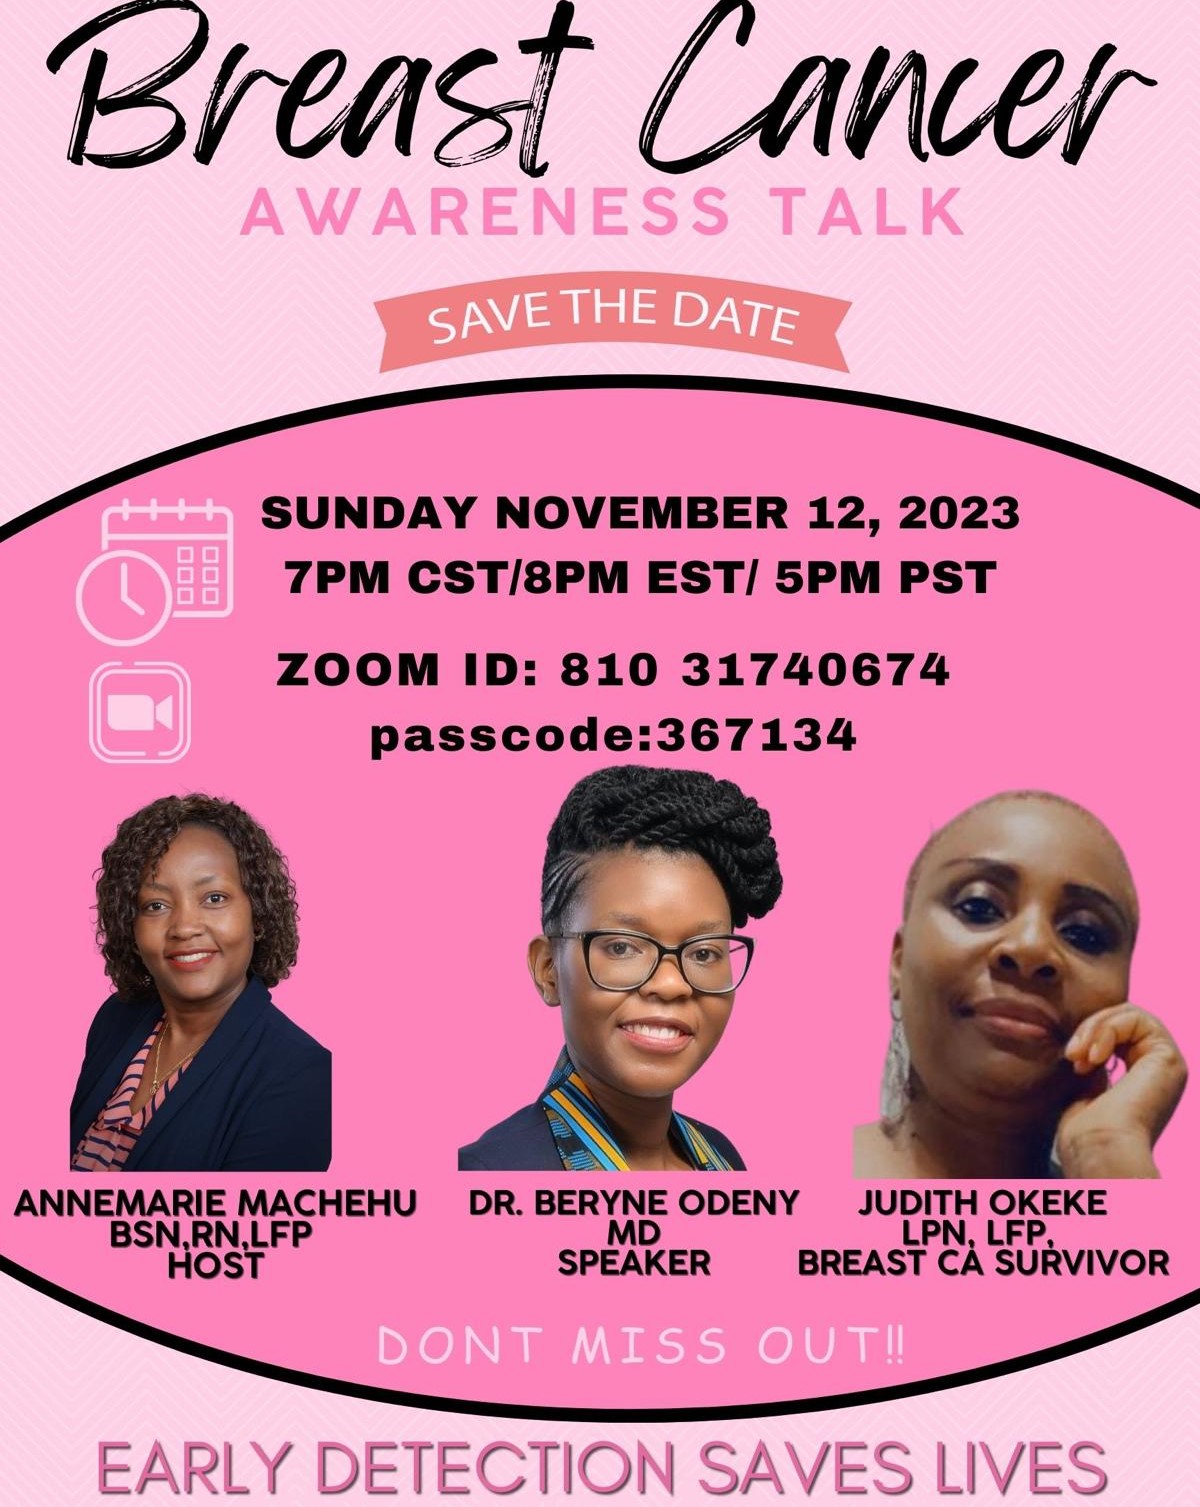 Breast Cancer
AWARENESS TALK
SAVE THE DATE
SUNDAY NOVEMBER 12, 2023
7PM CST/8PM EST/ 5PM PST
ZOOM ID: 810 31740674
passcode:367134
ANNEMARIE MACHEHU
BSN,RN,LFP
HOST
DR. BERYNE ODENY
MD
SPEAKER
JUDITH OKEKE
LPN, LFP,
BREAST CA SURVIVOR
DONT MISS OUT!!
EARLY DETECTION SAVES LIVES